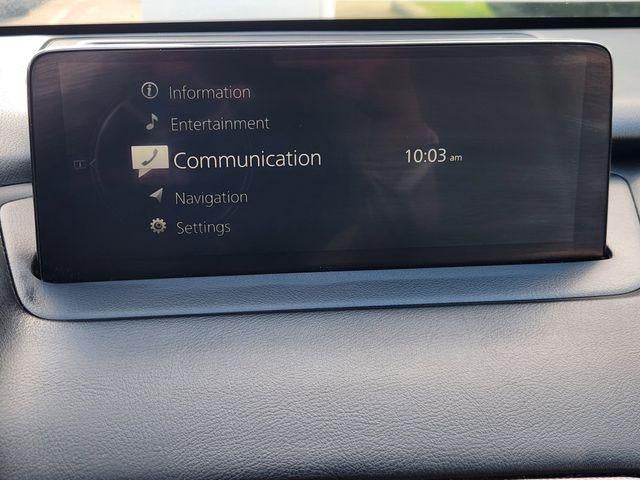 Information
Entertainment
Communication
10:03 am
Navigation
Settings